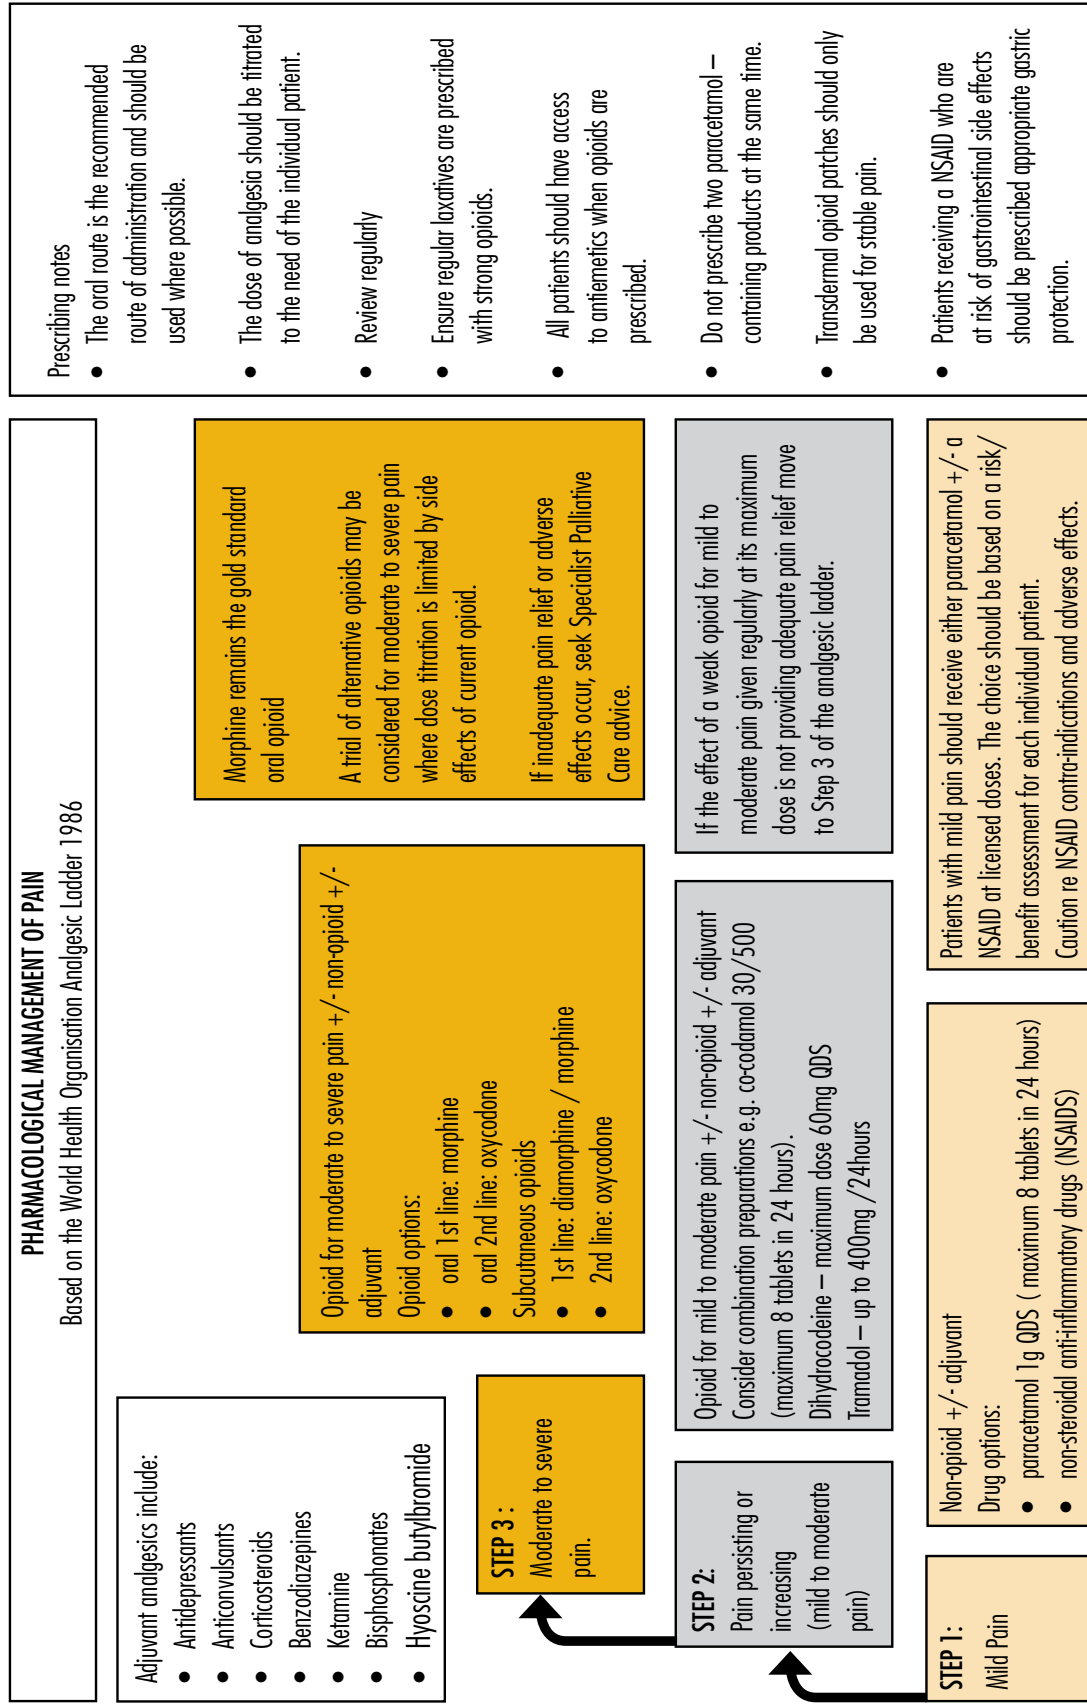 PHARMACOLOGICAL MANAGEMENT OF PAIN
Based on the World Health Organisation Analgesic Ladder 1986
Adjuvant analgesics include:
• Antidepressants
• Anticonvulsants
• Corticosteroids
• Benzodiazepines
• Ketamine
• Bisphosphonates
• Hyoscine butylbromide
STEP 3 :
Moderate to severe
pain.
Opioid for moderate to severe pain +/- non-opioid +/-
adjuvant
Opioid options:
• oral 1st line: morphine
• oral 2nd line: oxycodone
Subcutaneous opioids
• 1st line: diamorphine / morphine
• 2nd line: oxycodone
Morphine remains the gold standard
oral opioid
A trial of alternative opioids may be
considered for moderate to severe pain
where dose titration is limited by side
effects of current opioid.
If inadequate pain relief or adverse
effects occur, seek Specialist Palliative
Care advice.
STEP 2:
Pain persisting or
increasing
(mild to moderate
pain)
Opioid for mild to moderate pain +/- non-opioid +/- adjuvant
Consider combination preparations e.g. co-codamol 30/500
(maximum 8 tablets in 24 hours).
Dihydrocodeine – maximum dose 60mg QDS
Tramadol – up to 400mg /24hours
If the effect of a weak opioid for mild to
moderate pain given regularly at its maximum
dose is not providing adequate pain relief move
to Step 3 of the analgesic ladder.
STEP 1:
Mild Pain
Non-opioid +/- adjuvant
Drug options:
• paracetamol 1g QDS ( maximum 8 tablets in 24 hours)
• non-steroidal anti-inflammatory drugs (NSAIDS)
Patients with mild pain should receive either paracetamol +/- a
NSAID at licensed doses. The choice should be based on a risk/
benefit assessment for each individual patient.
Caution re NSAID contra-indications and adverse effects.
Prescribing notes
• The oral route is the recommended
route of administration and should be
used where possible.
• The dose of analgesia should be titrated
to the need of the individual patient.
• Review regularly
• Ensure regular laxatives are prescribed
with strong opioids.
• All patients should have access
to antiemetics when opioids are
prescribed.
• Do not prescribe two paracetamol –
containing products at the same time.
• Transdermal opioid patches should only
be used for stable pain.
• Patients receiving a NSAID who are
at risk of gastrointestinal side effects
should be prescribed appropriate gastric
protection.